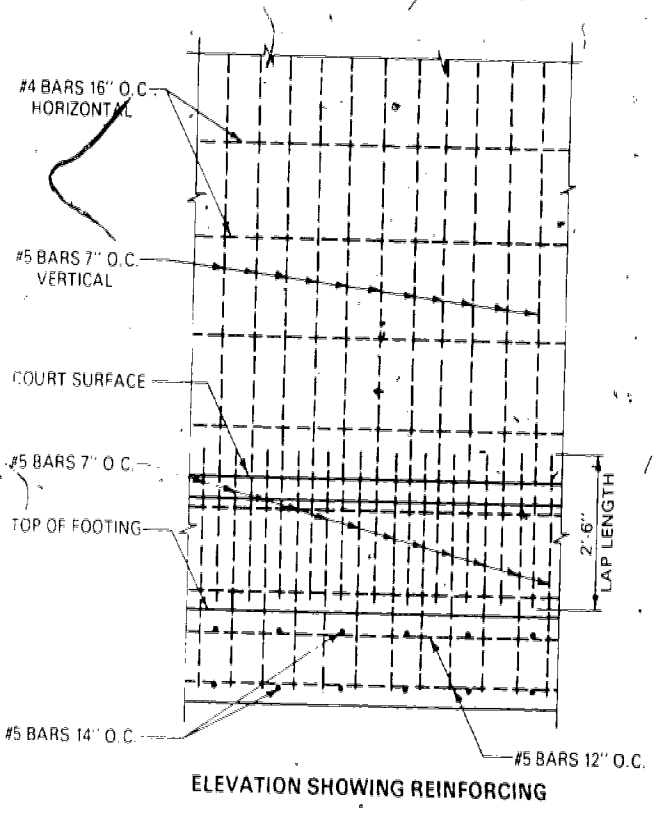 #4 BARS 16" O.C.
HORIZONTAL
#5 BARS 7" O.C.
VERTICAL
COURT SURFACE
#5 BARS 7" O C.
TOP OF FOOTING
2'-6"
LAP LENGTH
#5 BARS 14" O.C.
#5 BARS 12" O.C.
ELEVATION SHOWING REINFORCING